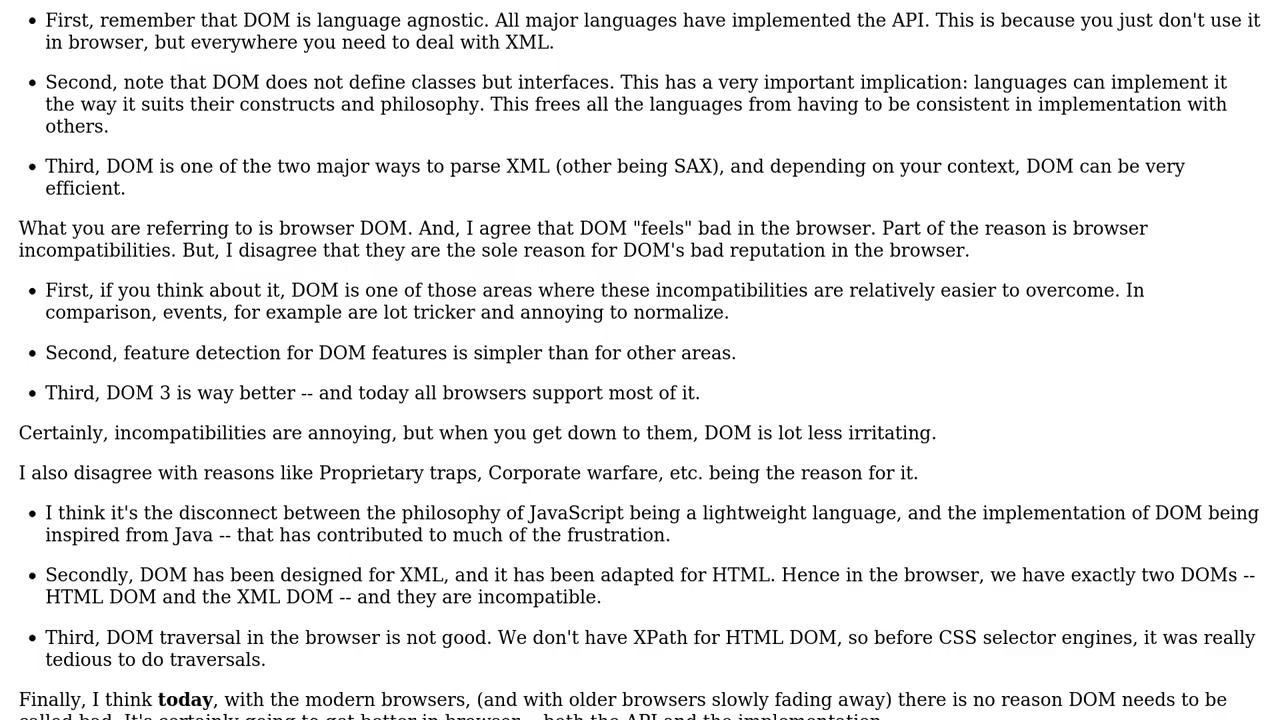 • First, remember that DOM is language agnostic. All major languages have implemented the API. This is because you just don't use it
in browser, but everywhere you need to deal with XML.
• Second, note that DOM does not define classes but interfaces. This has a very important implication: languages can implement it
the way it suits their constructs and philosophy. This frees all the languages from having to be consistent in implementation with
others.
• Third, DOM is one of the two major ways to parse XML (other being SAX), and depending on your context, DOM can be very
efficient.
What you are referring to is browser DOM. And, I agree that DOM "feels" bad in the browser. Part of the reason is browser
incompatibilities. But, I disagree that they are the sole reason for DOM's bad reputation in the browser.
• First, if you think about it, DOM is one of those areas where these incompatibilities are relatively easier to overcome. In
comparison, events, for example are lot tricker and annoying to normalize.
• Second, feature detection for DOM features is simpler than for other areas.
• Third, DOM 3 is way better -- and today all browsers support most of it.
Certainly, incompatibilities are annoying, but when you get down to them, DOM is lot less irritating.
I also disagree with reasons like Proprietary traps, Corporate warfare, etc. being the reason for it.
• I think it's the disconnect between the philosophy of JavaScript being a lightweight language, and the implementation of DOM being
inspired from Java -- that has contributed to much of the frustration.
• Secondly, DOM has been designed for XML, and it has been adapted for HTML. Hence in the browser, we have exactly two DOMs --
HTML DOM and the XML DOM -- and they are incompatible.
• Third, DOM traversal in the browser is not good. We don't have XPath for HTML DOM, so before CSS selector engines, it was really
tedious to do traversals.
Finally, I think today, with the modern browsers, (and with older browsers slowly fading away) there is no reason DOM needs to be
called bad. It's certainly going to get better in browser -- both the API and the implementation.